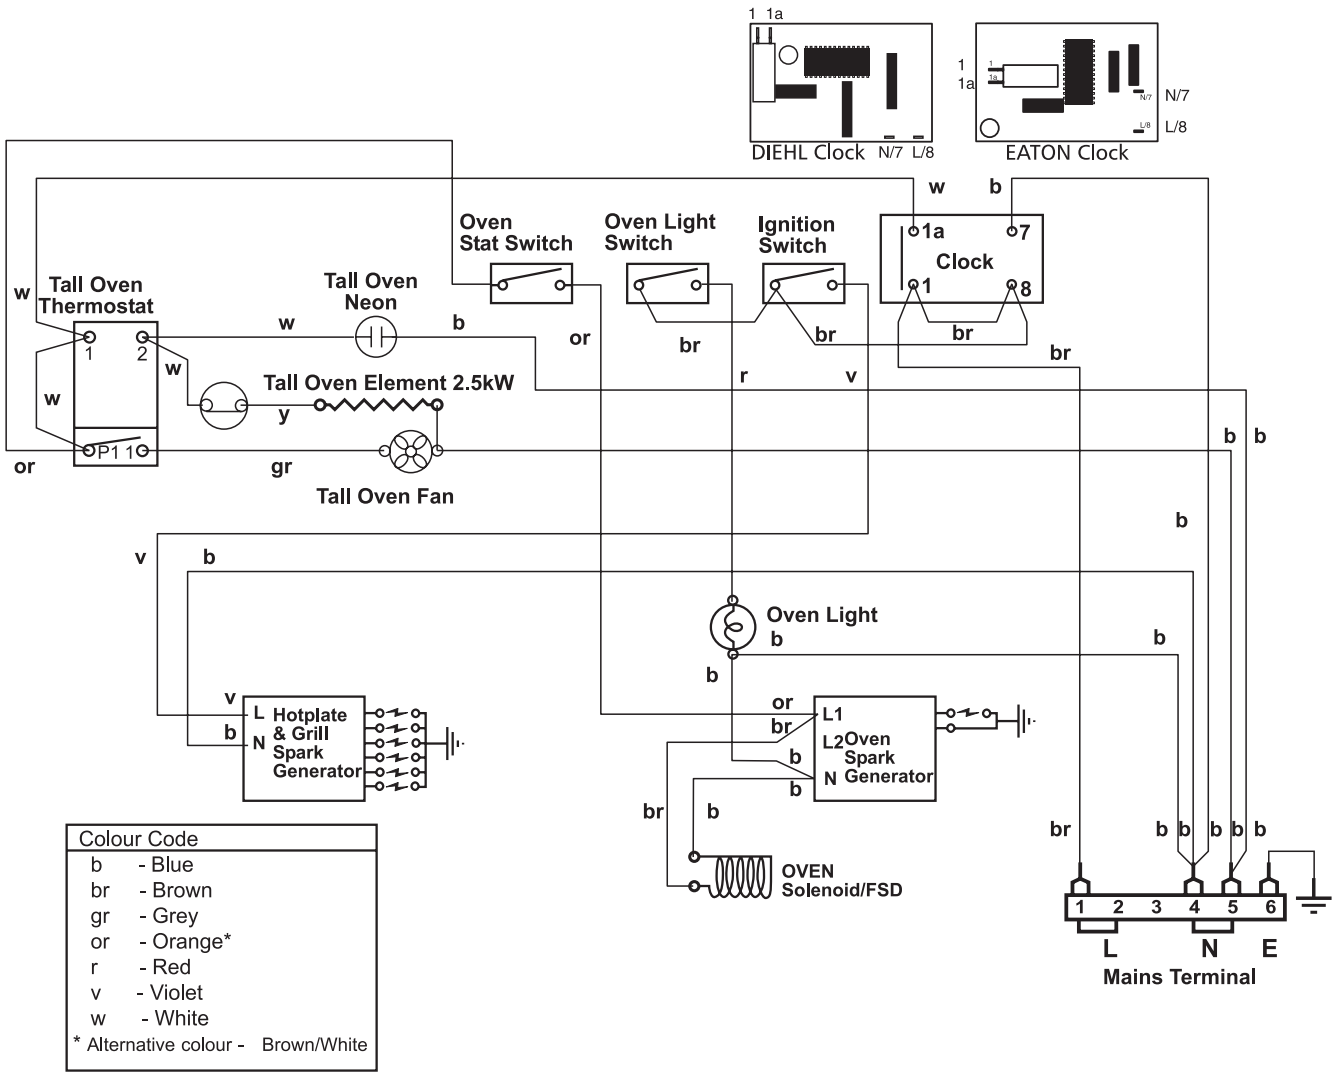 1 1a
DIEHL Clock N/7 L/8
1
1a
1
1a
N/7
N/7
L/8
L/8
EATON Clock
w
b
Oven
Stat Switch
Oven Light
Switch
Ignition
Switch
1a
7
Clock
1
8
w
Tall Oven
Thermostat
Tall Oven
Neon
w
b
or
br
br
br
br
1
2
w
w
Tall Oven Element 2.5kW
y
r
v
P1 1
or
gr
b
b
Tall Oven Fan
b
v
b
Oven Light
b
b
b
v
b
L
N
Hotplate
& Grill
Spark
Generator
or
br
b
b
L1
L2
N
Oven
Spark
Generator
br
b
OVEN
Solenoid/FSD
br
b
b
b
b
b
1 2 3 4 5 6
L N E
Mains Terminal
Colour Code
b - Blue
br - Brown
gr - Grey
or - Orange*
r - Red
v - Violet
w - White
* Alternative colour - Brown/White